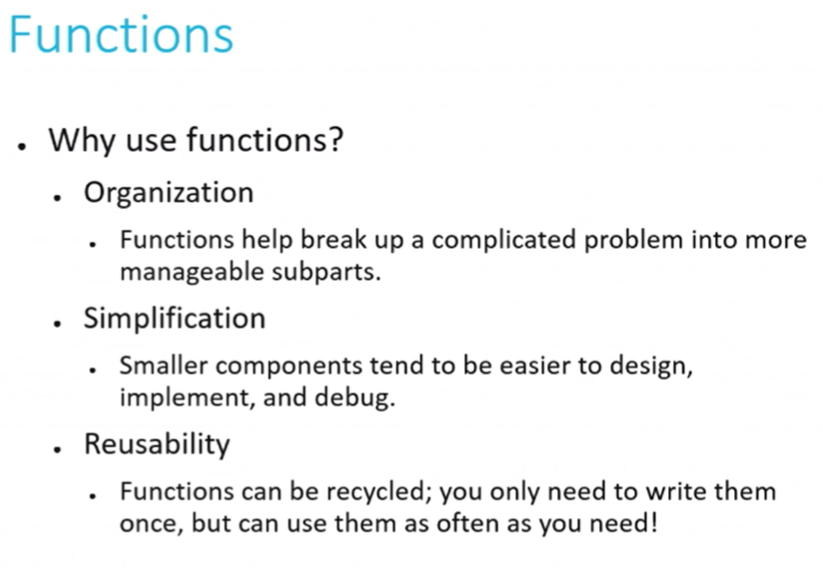 Functions
• Why use functions?
• Organization
• Functions help break up a complicated problem into more
manageable subparts.
• Simplification
• Smaller components tend to be easier to design,
implement, and debug.
• Reusability
• Functions can be recycled; you only need to write them
once, but can use them as often as you need!